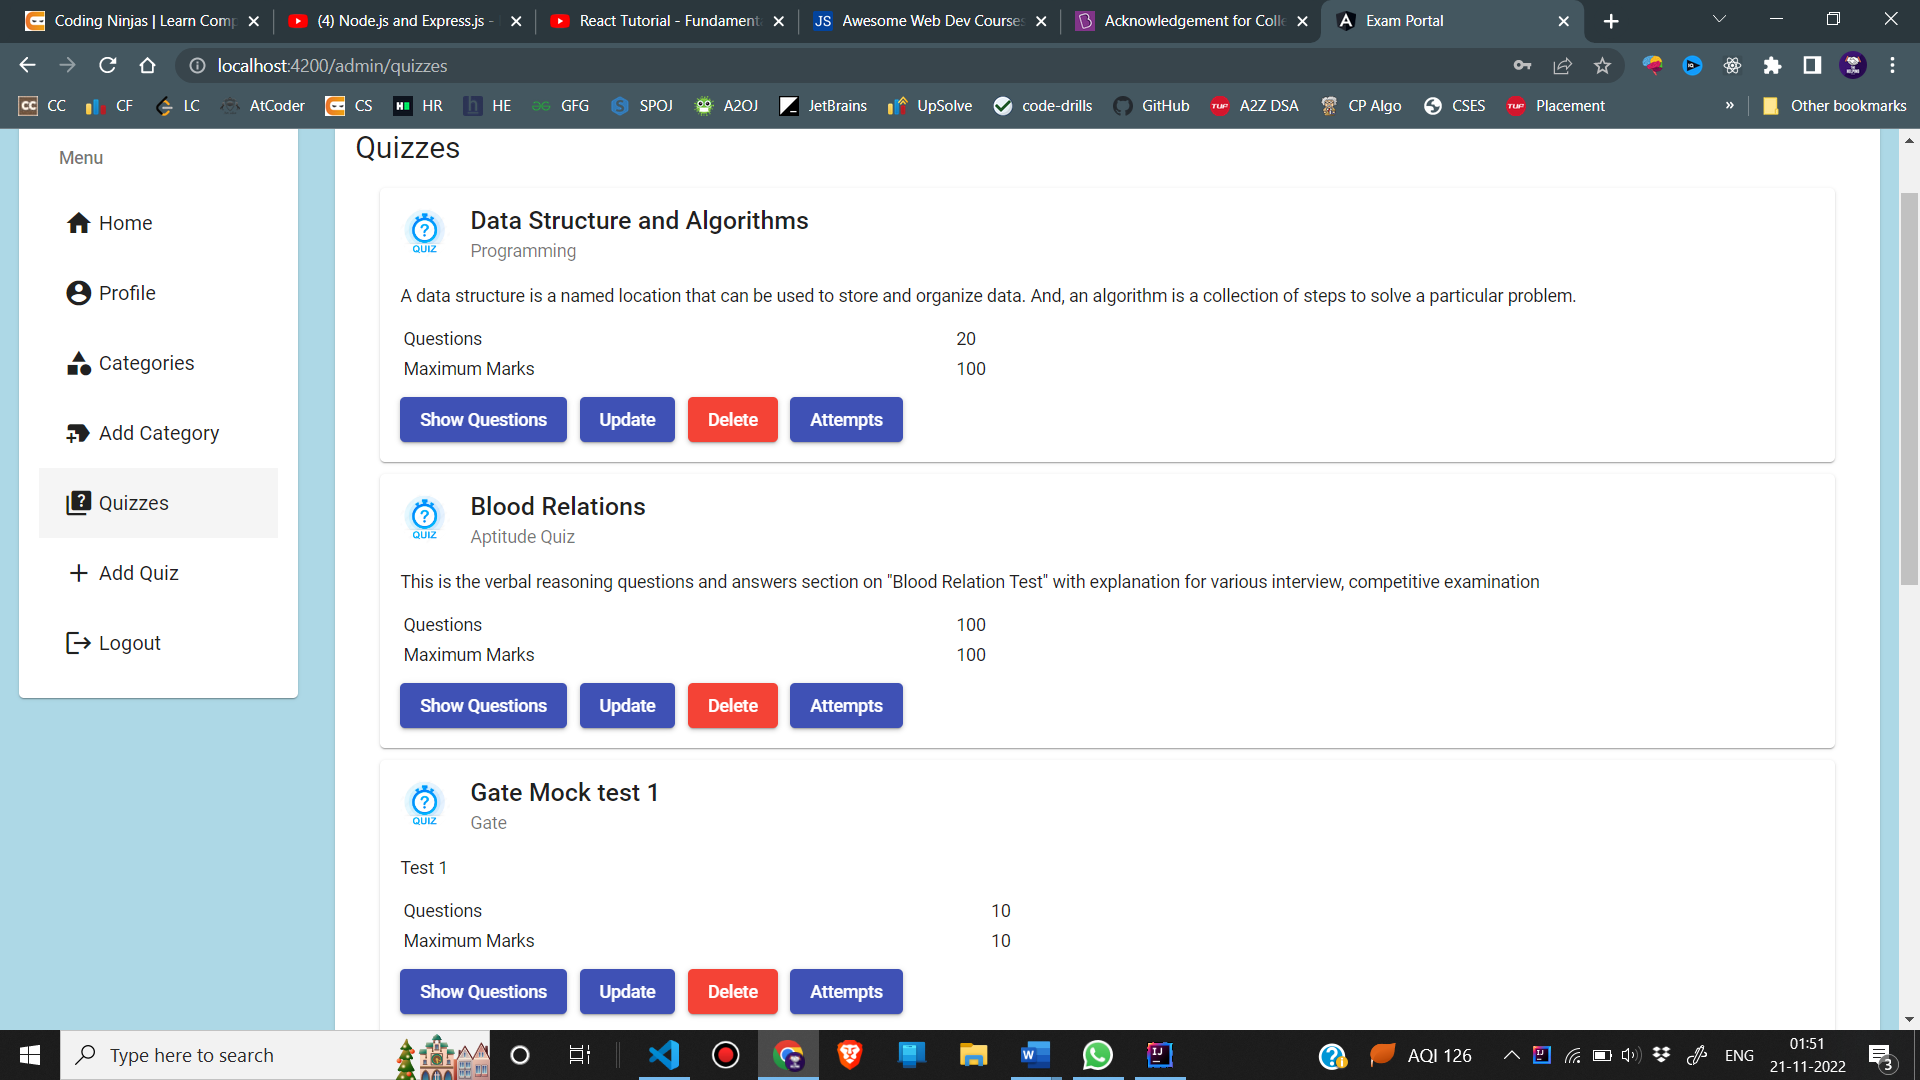 Coding Ninjas | Learn Comp
(4) Node.js and Express.js -
React Tutorial - Fundament
JS Awesome Web Dev Courses
Acknowledgement for Colle
Exam Portal
localhost:4200/admin/quizzes
CC CC CF LC AtCoder CS HR HE GFG SPOJ A2OJ JetBrains UpSolve code-drills GitHub TUF A2Z DSA CP Algo CSES TUF Placement » Other bookmarks
Menu
Home
Profile
Categories
Add Category
Quizzes
Add Quiz
Logout
Quizzes
QUIZ
Data Structure and Algorithms
Programming
A data structure is a named location that can be used to store and organize data. And, an algorithm is a collection of steps to solve a particular problem.
Questions 20
Maximum Marks 100
Show Questions Update Delete Attempts
QUIZ
Blood Relations
Aptitude Quiz
This is the verbal reasoning questions and answers section on "Blood Relation Test" with explanation for various interview, competitive examination
Questions 100
Maximum Marks 100
Show Questions Update Delete Attempts
QUIZ
Gate Mock test 1
Gate
Test 1
Questions 10
Maximum Marks 10
Show Questions Update Delete Attempts
Type here to search
AQI 126
ENG
01:51
21-11-2022
3